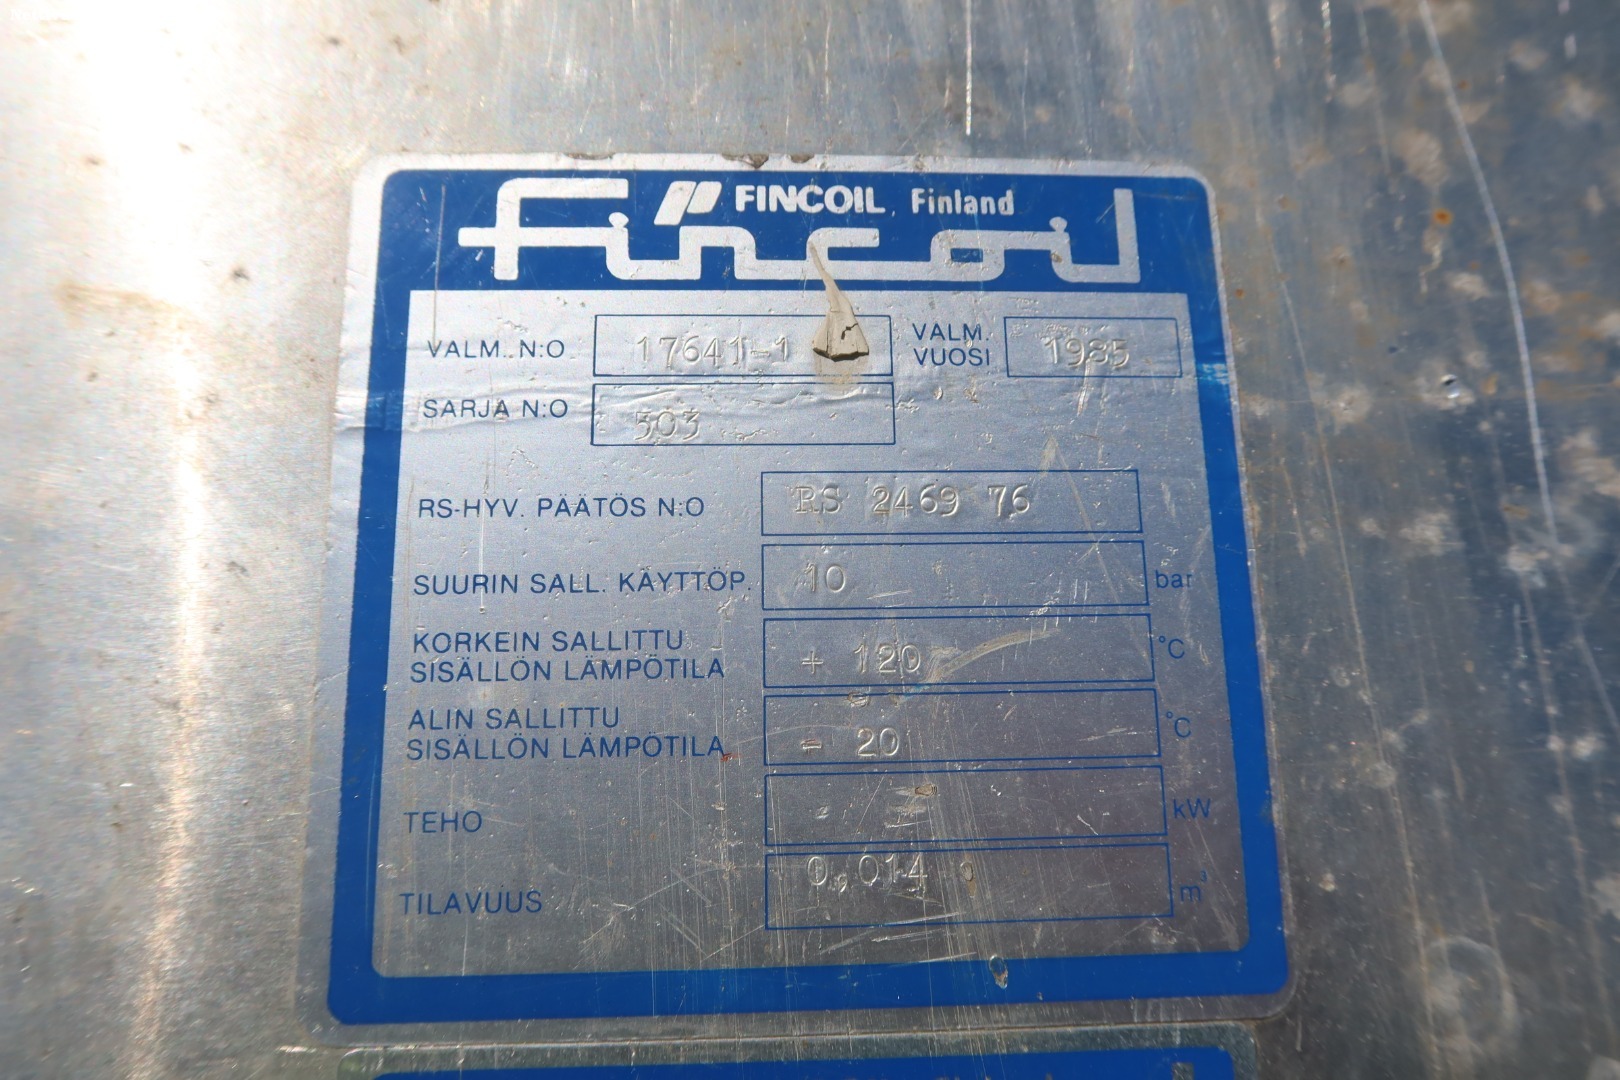 FINCOIL, Finland
fincoil
VALM. N:O 17641-1 VALM. VUOSI 1985
SARJA N:O 503
RS-HYV. PÄÄTÖS N:O RS 2469 76
SUURIN SALL. KÄYTTÖP. 10 bar
KORKEIN SALLITTU
SISÄLLÖN LÄMPÖTILA + 120 °C
ALIN SALLITTU
SISÄLLÖN LÄMPÖTILA - 20 °C
TEHO kW
TILAVUUS 0,014 m³